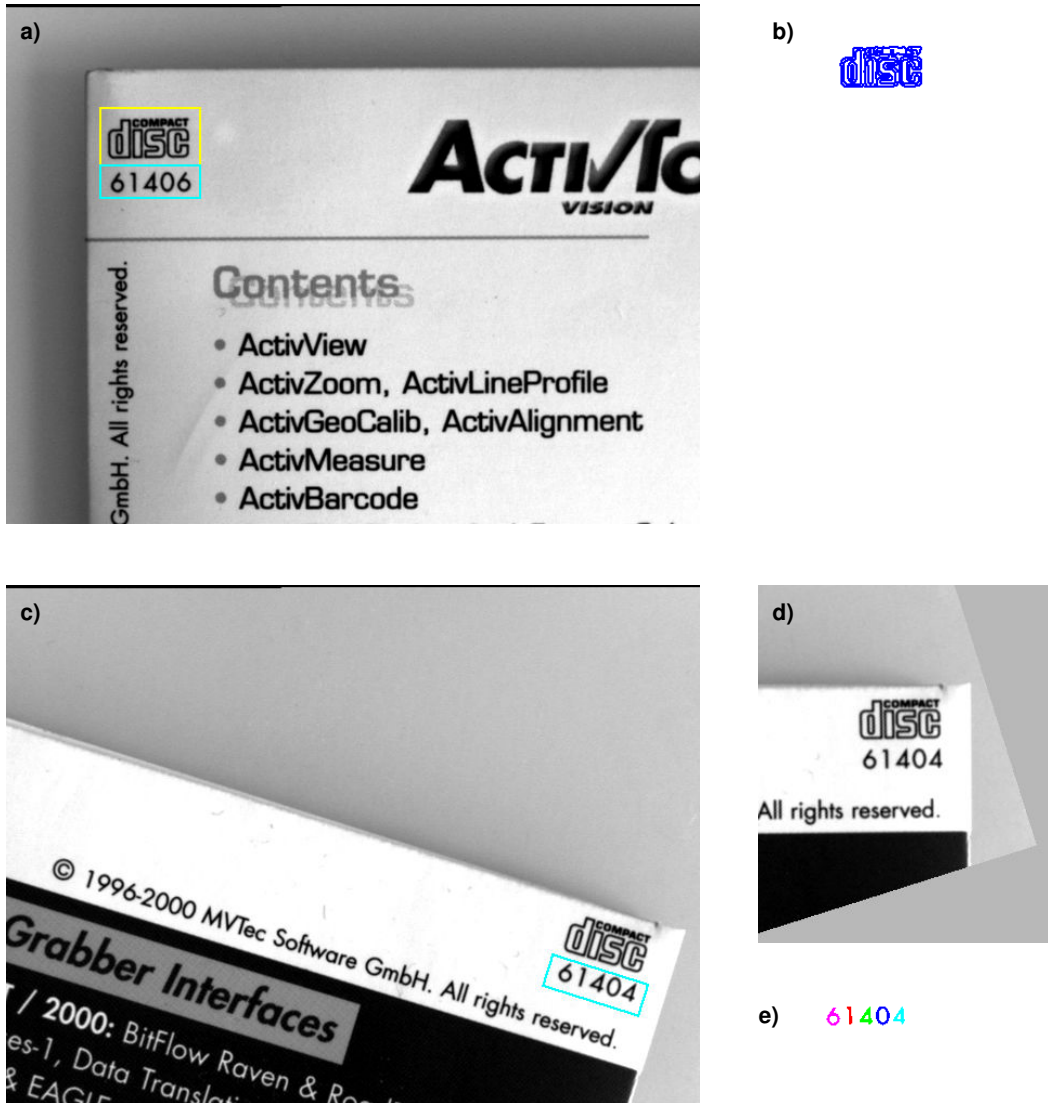 a)
COMPACT
disc
61406
ACTIV
VISION
GmbH. All rights reserved.
Contents
• ActivView
• ActivZoom, ActivLineProfile
• ActivGeoCalib, ActivAlignment
• ActivMeasure
• ActivBarcode
b)
disc
c)
© 1996-2000 MVTec Software GmbH. All rights reserved.
COMPACT
disc
61404
Grabber Interfaces
/ 2000: BitFlow Raven &
es-1, Data
& EAGLE
d)
COMPACT
disc
61404
All rights reserved.
e)
61404